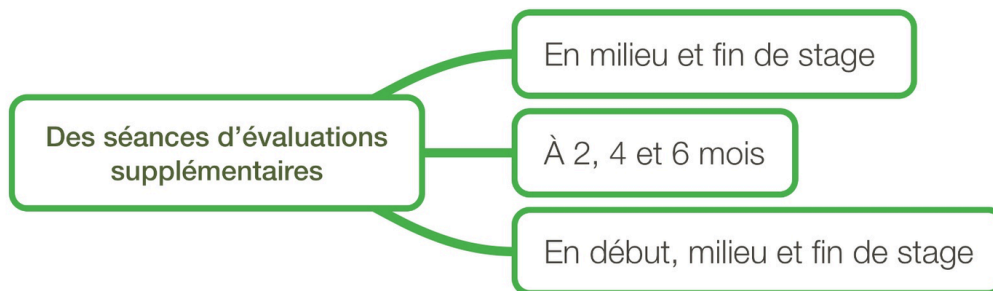 Des séances d'évaluations
supplémentaires
En milieu et fin de stage
À 2, 4 et 6 mois
En début, milieu et fin de stage